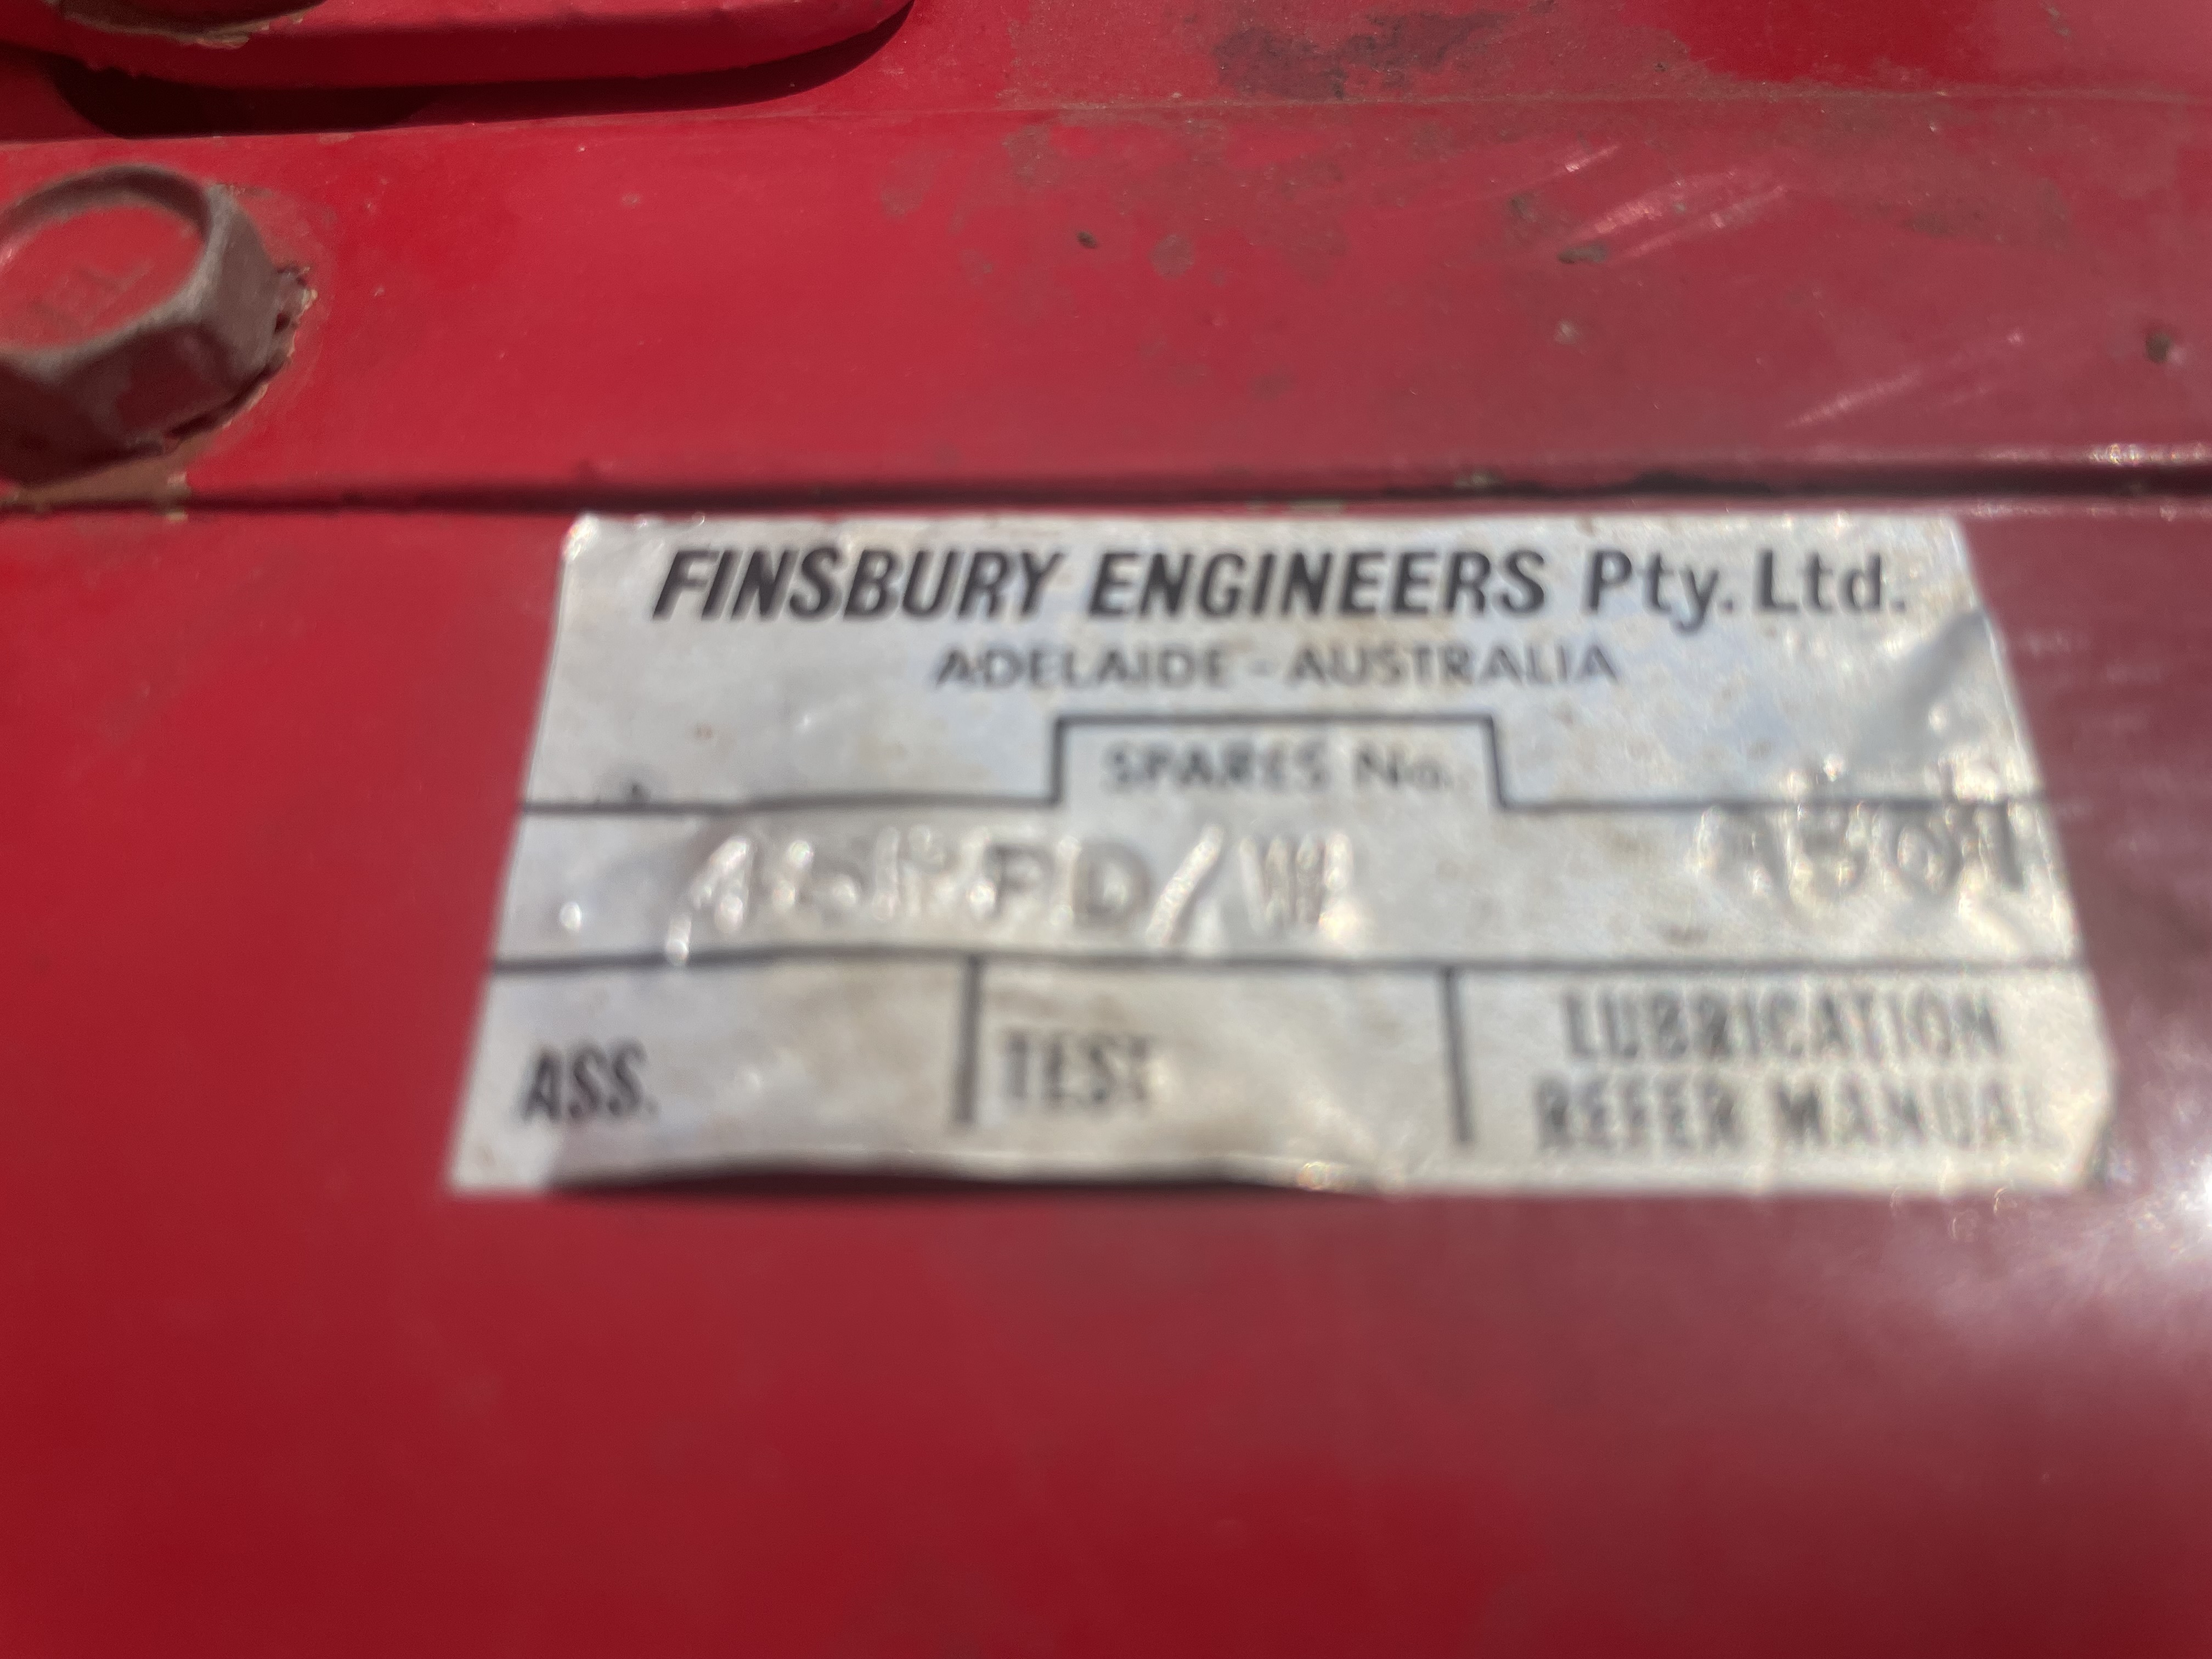 FINSBURY ENGINEERS Pty. Ltd.
ADELAIDE - AUSTRALIA
SPARES No.
ASS. TEST LUBRICATION
REFER MANUAL